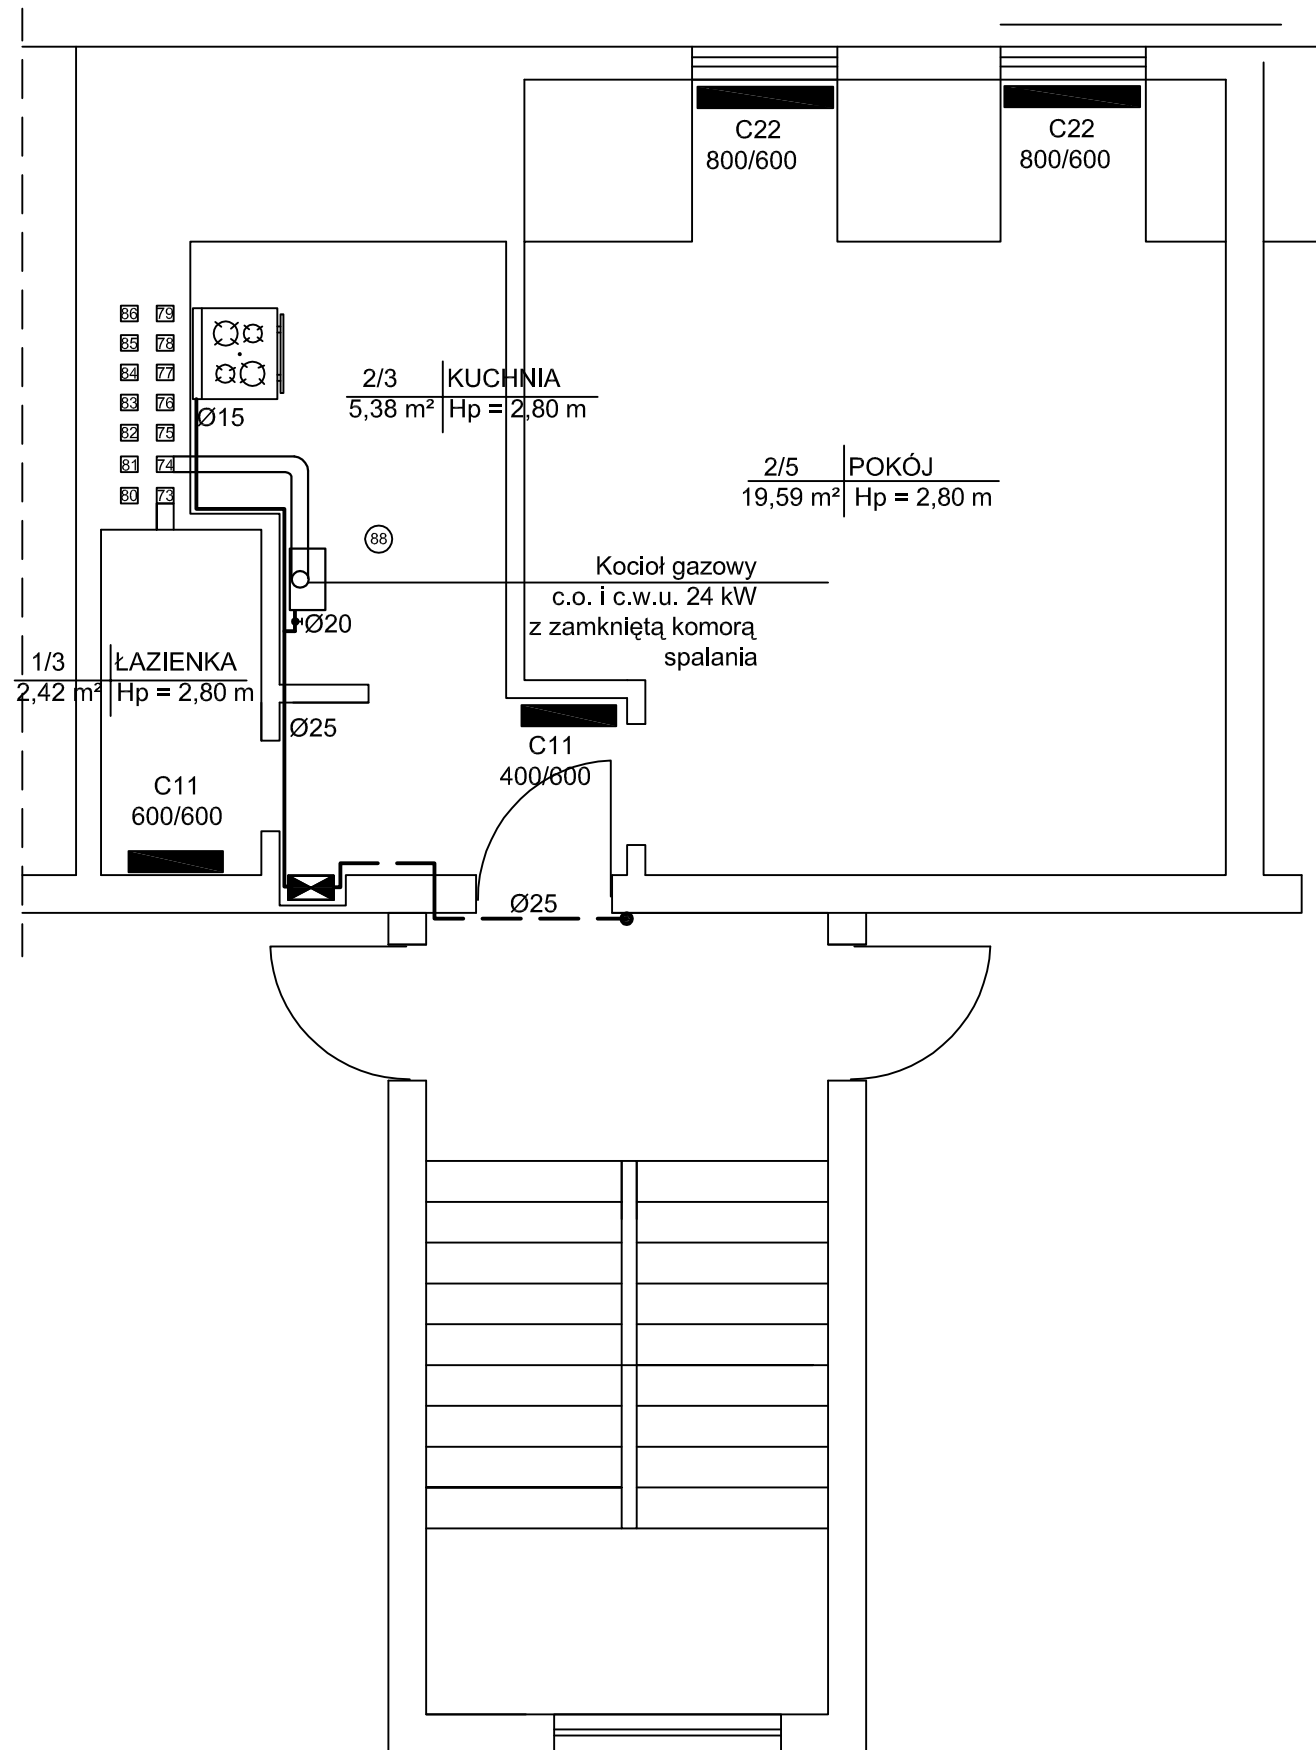 C22
800/600
C22
800/600
86 79
85 78
84 77
83 76
82 75
81 74
80 73
Ø15
2/3 KUCHNIA
5,38 m² Hp = 2,80 m
2/5 POKÓJ
19,59 m² Hp = 2,80 m
88
Kocioł gazowy
c.o. i c.w.u. 24 kW
z zamkniętą komorą
spalania
Ø20
1/3 ŁAZIENKA
2,42 m² Hp = 2,80 m
Ø25
C11
400/600
C11
600/600
Ø25